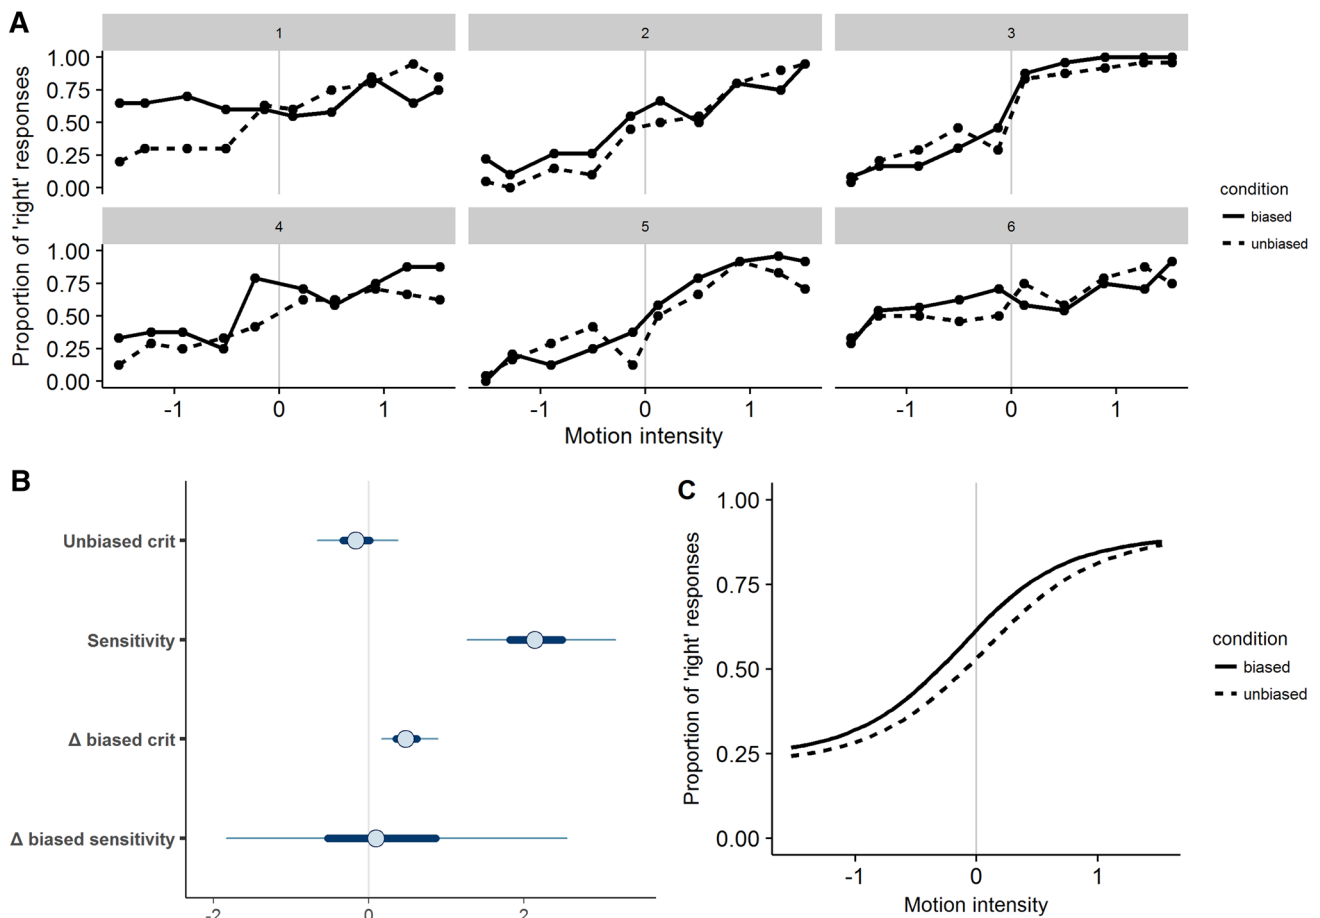 A
1 2 3
1.00
0.75
0.50
0.25
0.00
4 5 6
1.00
0.75
0.50
0.25
0.00
Proportion of 'right' responses
-1 0 1 -1 0 1 -1 0 1
Motion intensity
condition
biased
unbiased
B
Unbiased crit
Sensitivity
Δ biased crit
Δ biased sensitivity
-2 0 2
C
1.00
0.75
0.50
0.25
0.00
Proportion of 'right' responses
-1 0 1
Motion intensity
condition
biased
unbiased